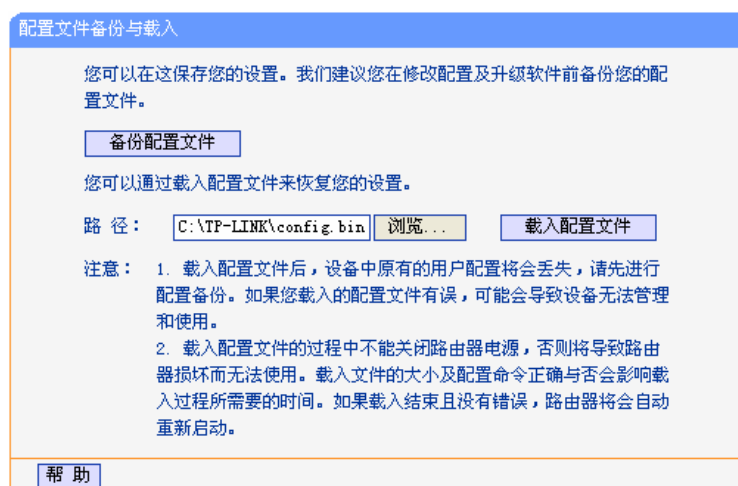 配置文件备份与载入
您可以在这保存您的设置。我们建议您在修改配置及升级软件前备份您的配
置文件。
备份配置文件
您可以通过载入配置文件来恢复您的设置。
路 径： C:\TP-LINK\config.bin 浏览... 载入配置文件
注意： 1. 载入配置文件后，设备中原有的用户配置将会丢失，请先进行
配置备份。如果您载入的配置文件有误，可能会导致设备无法管理
和使用。
2. 载入配置文件的过程中不能关闭路由器电源，否则将导致路由
器损坏而无法使用。载入文件的大小及配置命令正确与否会影响载
入过程所需要的时间。如果载入结束且没有错误，路由器将会自动
重新启动。
帮 助